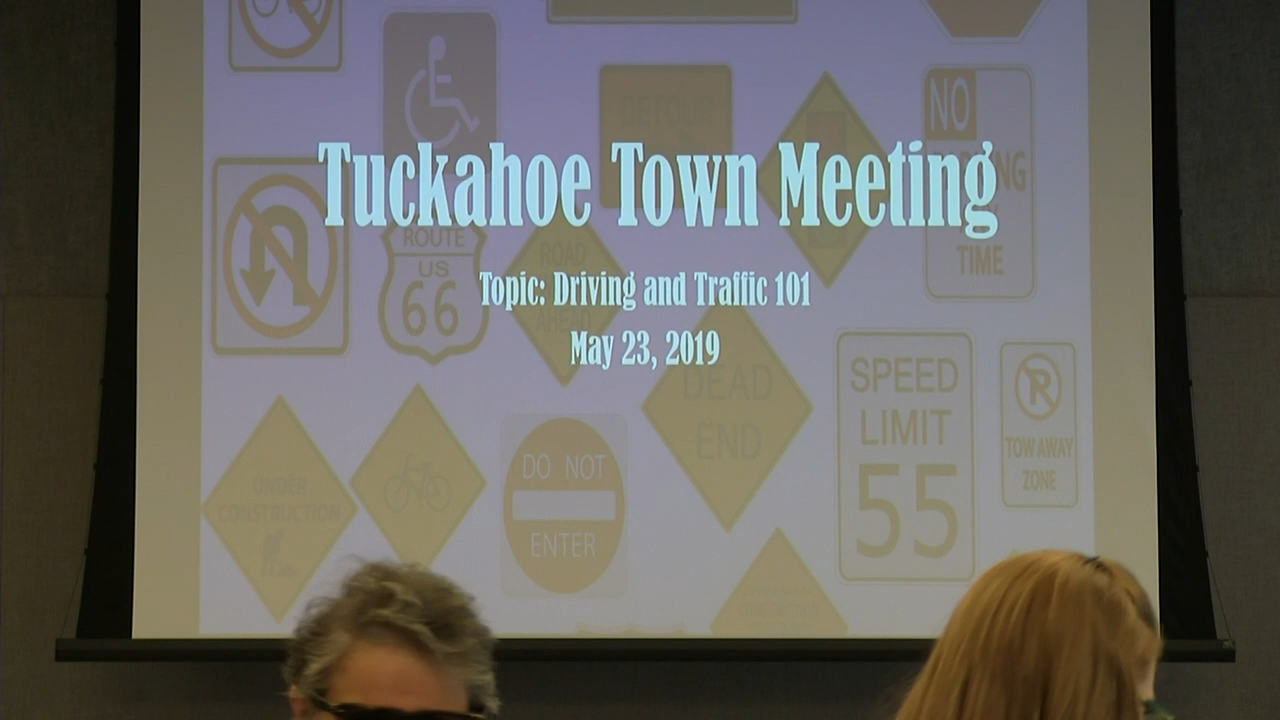 Tuckahoe Town Meeting
Topic: Driving and Traffic 101
May 23, 2019
DETOUR
NO
TIME
ROUTE
US
66
ROAD
AHEAD
DEAD
END
SPEED
LIMIT
55
TOW AWAY
ZONE
UNDER
CONSTRUCTION
DO NOT
ENTER